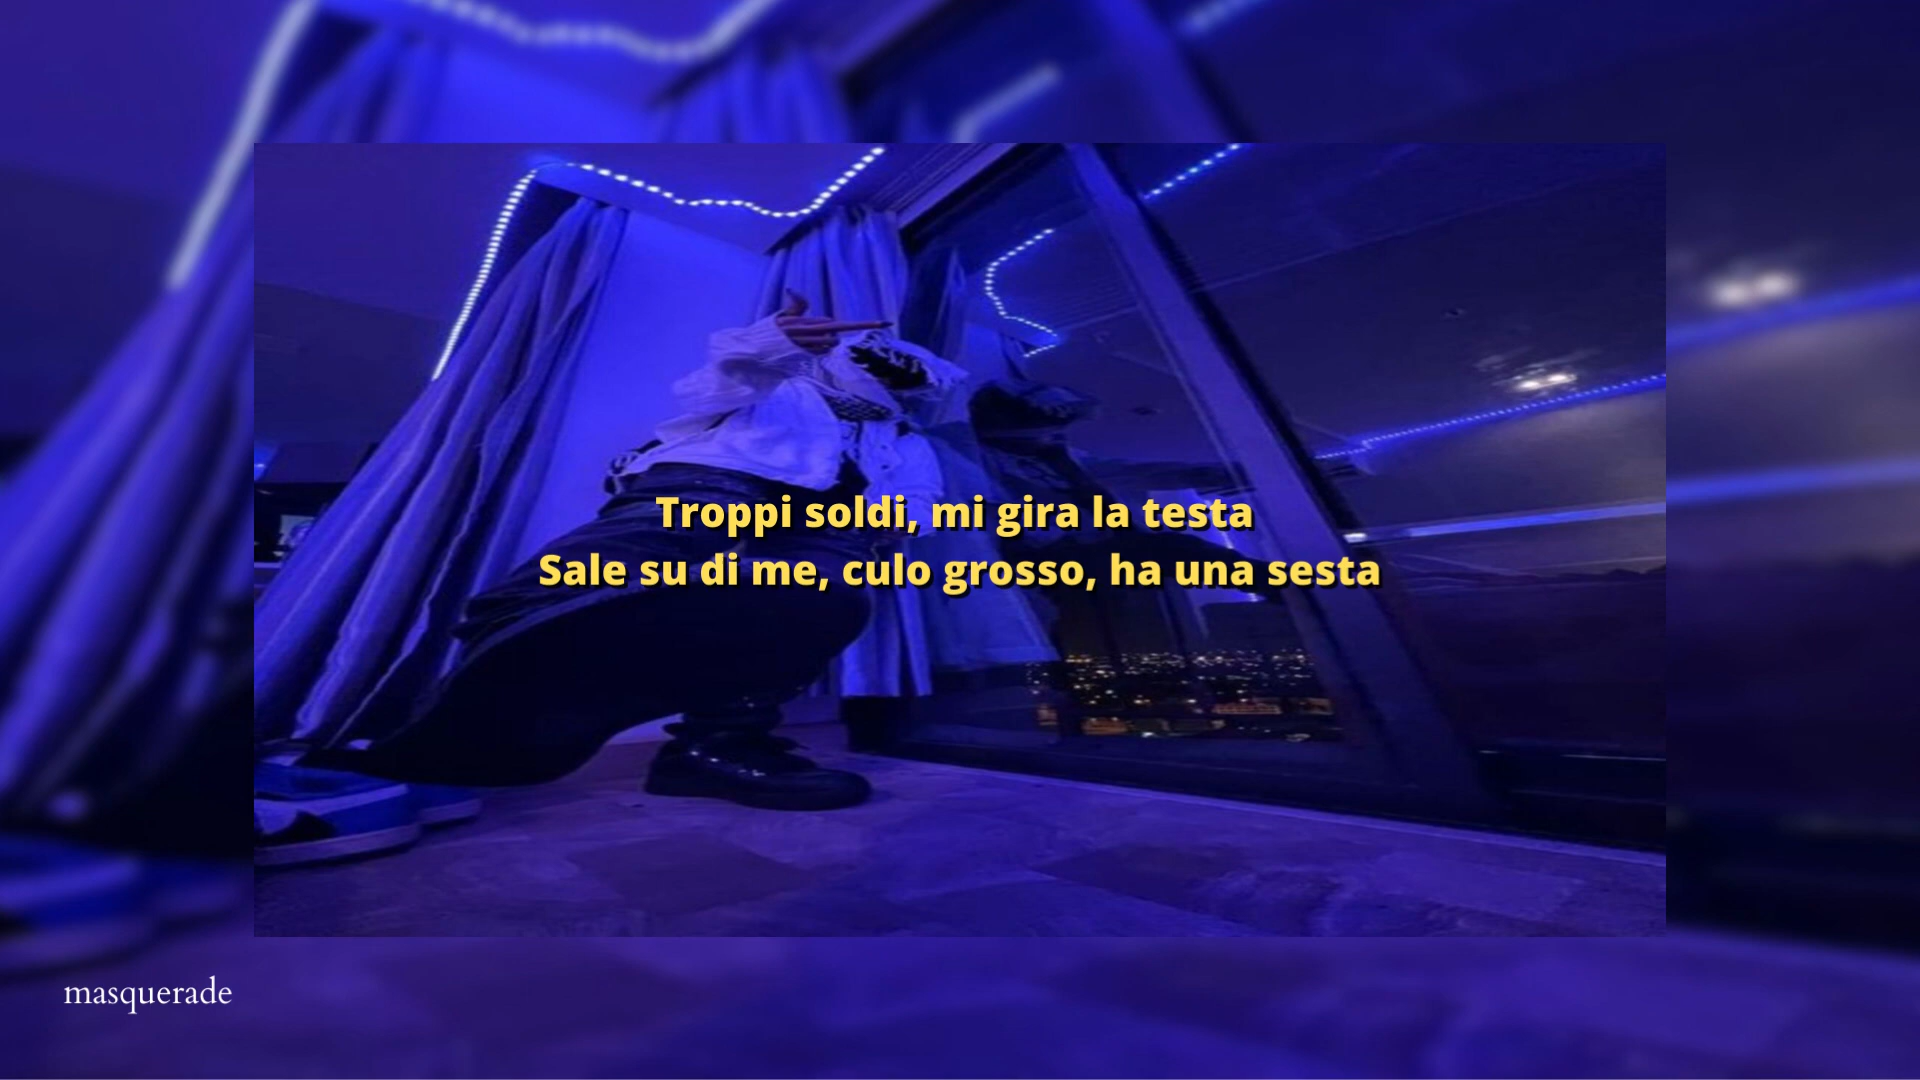 Troppi soldi, mi gira la testa
Sale su di me, culo grosso, ha una sesta
masquerade